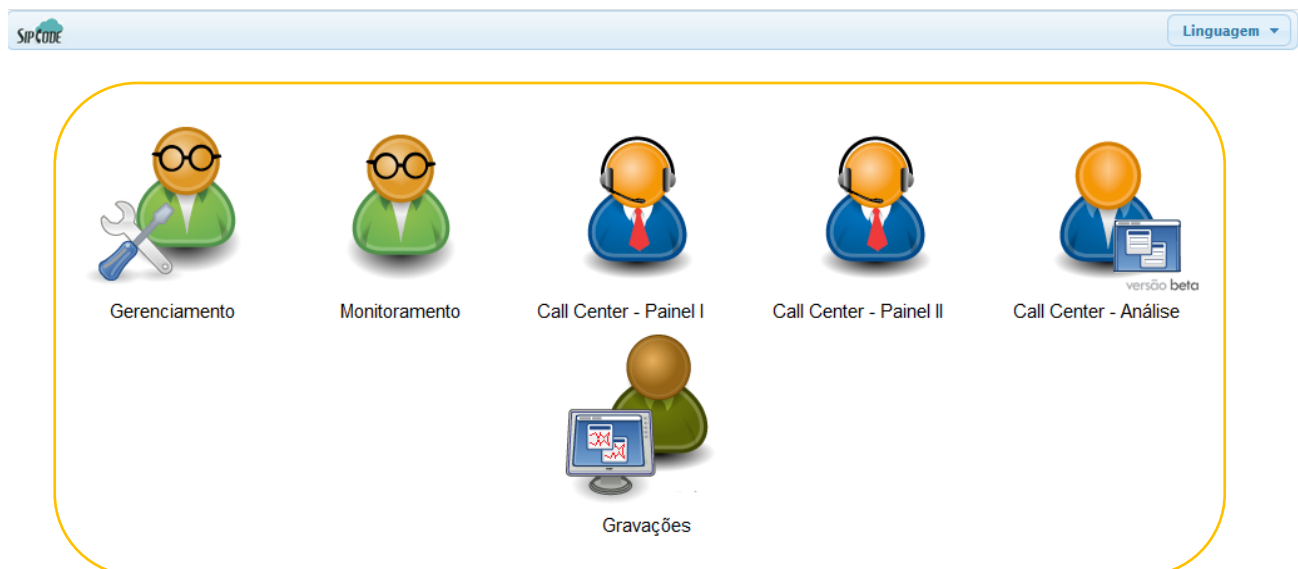 SIPCODE
Linguagem
versão beta
Gerenciamento
Monitoramento
Call Center - Painel I
Call Center - Painel II
Call Center - Análise
Gravações